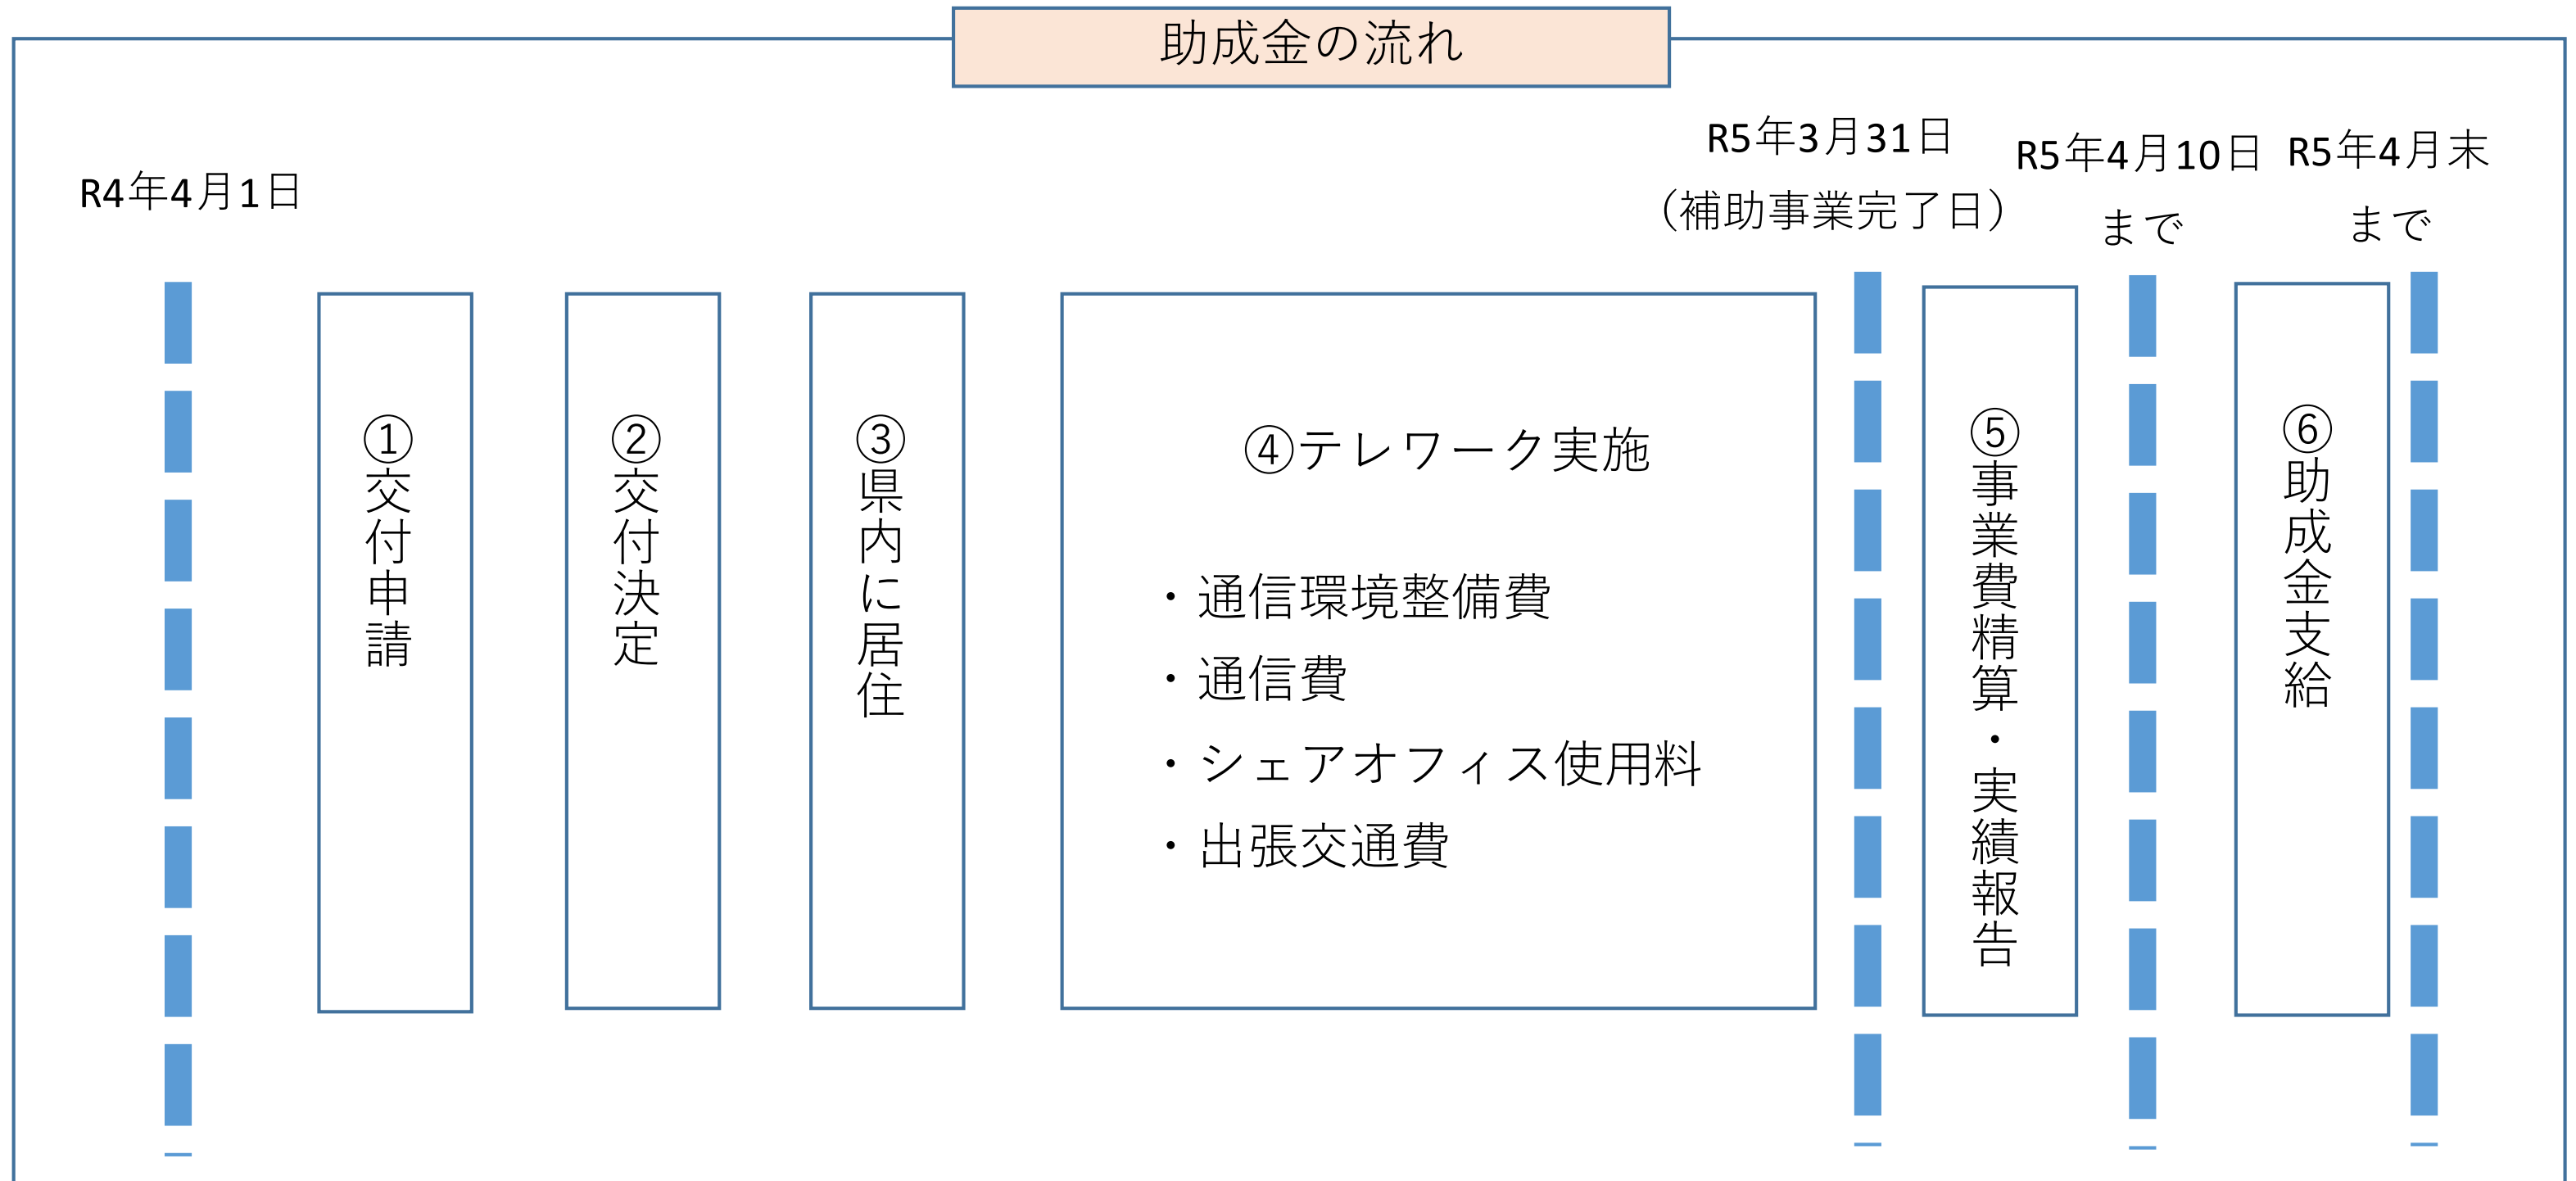 助成金の流れ
R4年4月1日
R5年3月31日
（補助事業完了日）
R5年4月10日
まで
R5年4月末
まで
①交付申請
②交付決定
③県内に居住
④テレワーク実施
・通信環境整備費
・通信費
・シェアオフィス使用料
・出張交通費
⑤事業費精算・実績報告
⑥助成金支給